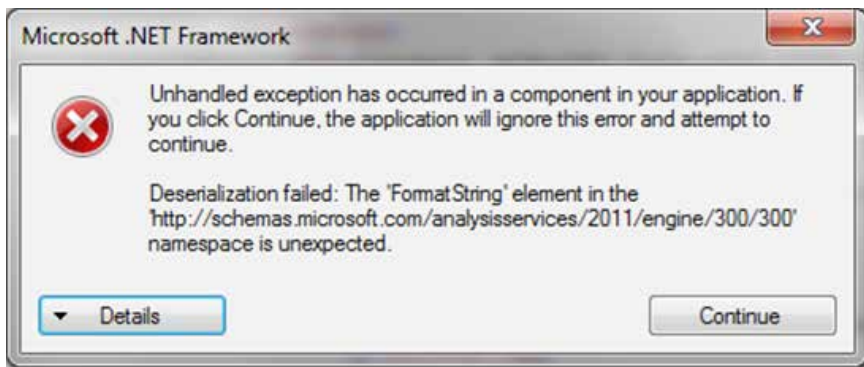 Microsoft .NET Framework
Unhandled exception has occurred in a component in your application. If
you click Continue, the application will ignore this error and attempt to
continue.
Deserialization failed: The 'FormatString' element in the
'http://schemas.microsoft.com/analysisservices/2011/engine/300/300'
namespace is unexpected.
Details
Continue